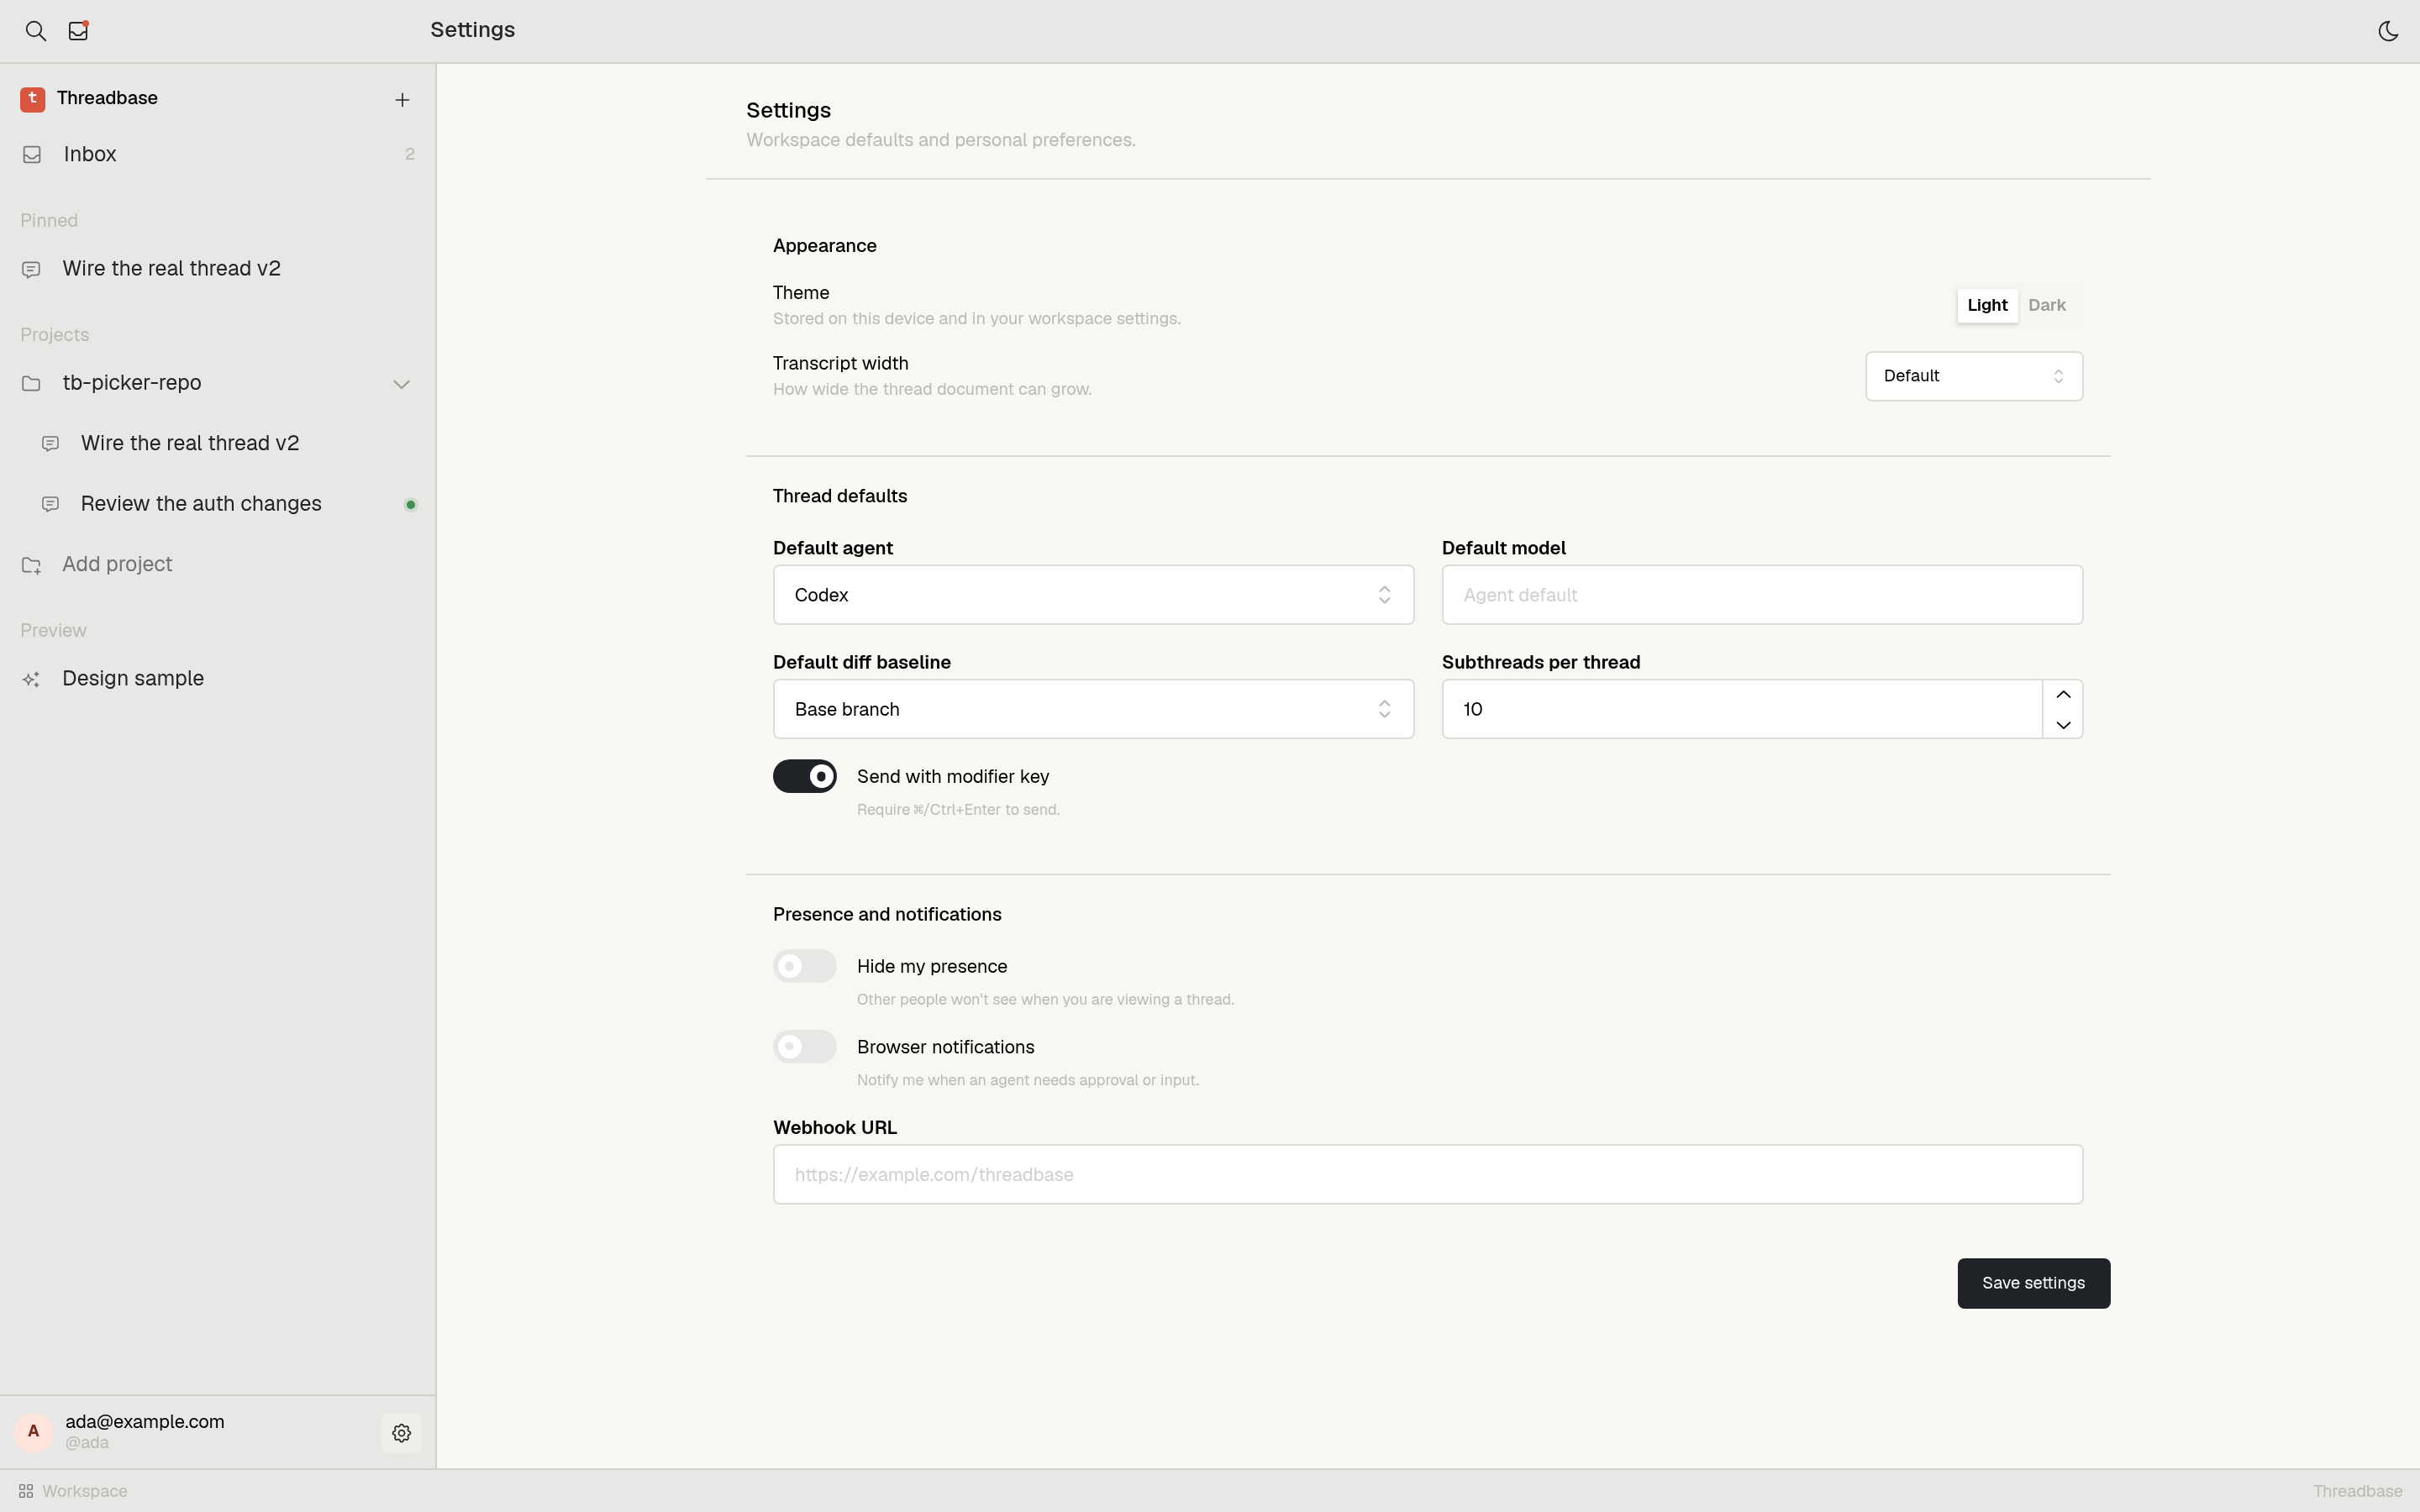 Settings
t
Threadbase
Inbox
2
Pinned
Wire the real thread v2
Projects
tb-picker-repo
Wire the real thread v2
Review the auth changes
Add project
Preview
Design sample
ada@example.com
A
@ada
Workspace
Settings
Workspace defaults and personal preferences.
Appearance
Theme
Stored on this device and in your workspace settings.
Light
Dark
Transcript width
How wide the thread document can grow.
Default
Thread defaults
Default agent
Codex
Default model
Agent default
Default diff baseline
Base branch
Subthreads per thread
10
Send with modifier key
Require ⌘/Ctrl+Enter to send.
Presence and notifications
Hide my presence
Other people won't see when you are viewing a thread.
Browser notifications
Notify me when an agent needs approval or input.
Webhook URL
https://example.com/threadbase
Save settings
Threadbase